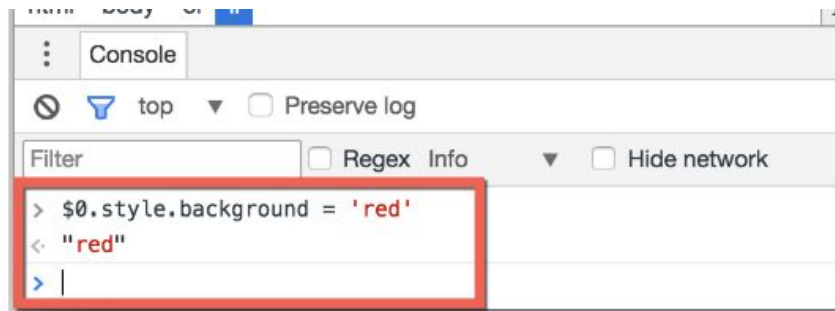 Console
top ▼ Preserve log
Filter Regex Info ▼ Hide network
> $0.style.background = 'red'
<· "red"
>